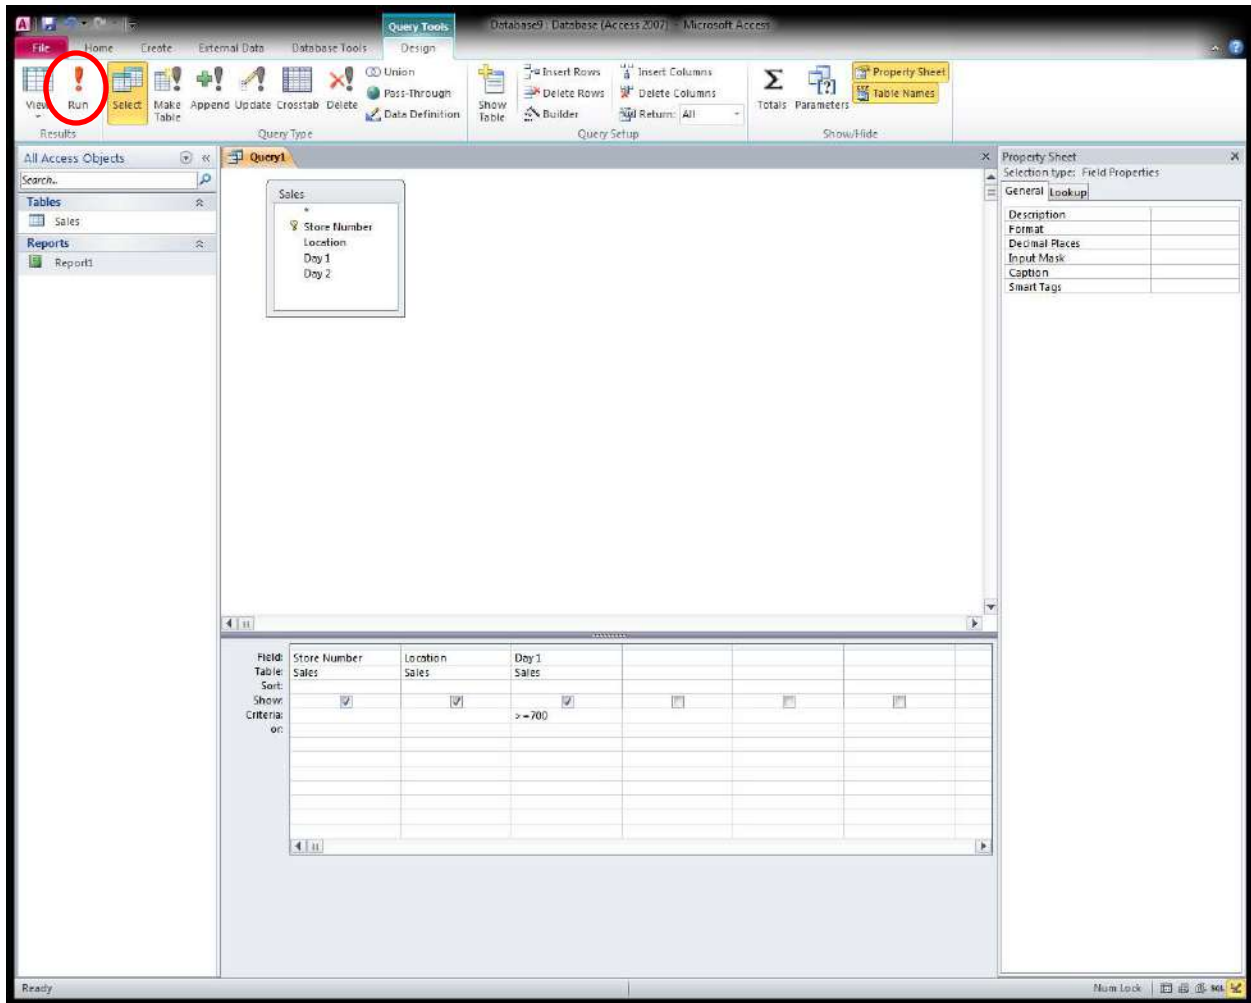 Query Tools
Database9 : Database (Access 2007) - Microsoft Access
File Home Create External Data Database Tools Design
View Run Select Make Table Append Update Crosstab Delete
Union
Pass-Through
Data Definition
Show Table
Insert Rows
Delete Rows
Builder
Insert Columns
Delete Columns
Return: All
Totals Parameters
Property Sheet
Table Names
Results Query Type Query Setup Show/Hide
All Access Objects
Search..
Tables
Sales
Reports
Report1
Query1
Sales
*
Store Number
Location
Day 1
Day 2
Property Sheet
Selection type: Field Properties
General Lookup
Description
Format
Decimal Places
Input Mask
Caption
Smart Tags
Field: Store Number Location Day 1
Table: Sales Sales Sales
Sort:
Show:
Criteria: >=700
or:
Ready
Num Lock
SQL